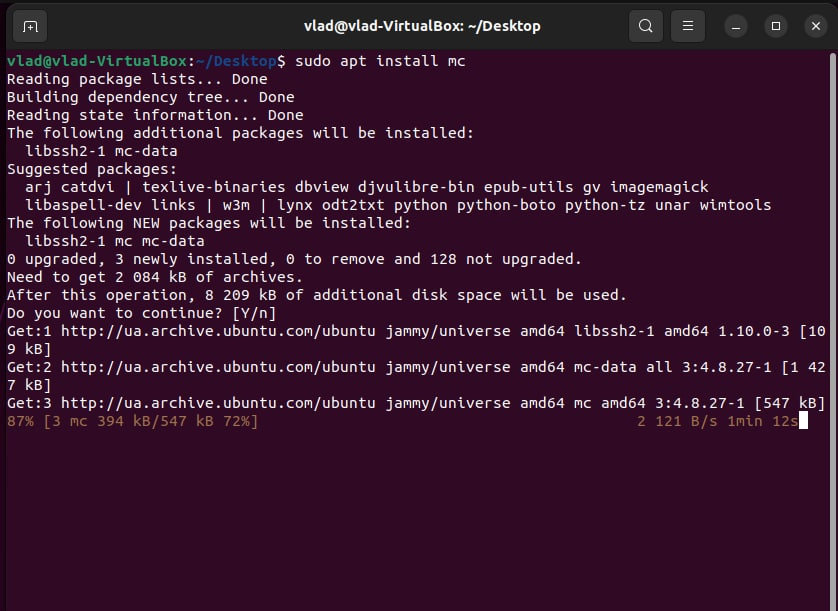 vlad@vlad-VirtualBox: ~/Desktop
vlad@vlad-VirtualBox:~/Desktop$ sudo apt install mc
Reading package lists... Done
Building dependency tree... Done
Reading state information... Done
The following additional packages will be installed:
  libssh2-1 mc-data
Suggested packages:
  arj catdvi | texlive-binaries dbview djvulibre-bin epub-utils gv imagemagick
  libaspell-dev links | w3m | lynx odt2txt python python-boto python-tz unar wimtools
The following NEW packages will be installed:
  libssh2-1 mc mc-data
0 upgraded, 3 newly installed, 0 to remove and 128 not upgraded.
Need to get 2 084 kB of archives.
After this operation, 8 209 kB of additional disk space will be used.
Do you want to continue? [Y/n]
Get:1 http://ua.archive.ubuntu.com/ubuntu jammy/universe amd64 libssh2-1 amd64 1.10.0-3 [10
9 kB]
Get:2 http://ua.archive.ubuntu.com/ubuntu jammy/universe amd64 mc-data all 3:4.8.27-1 [1 42
7 kB]
Get:3 http://ua.archive.ubuntu.com/ubuntu jammy/universe amd64 mc amd64 3:4.8.27-1 [547 kB]
87% [3 mc 394 kB/547 kB 72%] 2 121 B/s 1min 12s